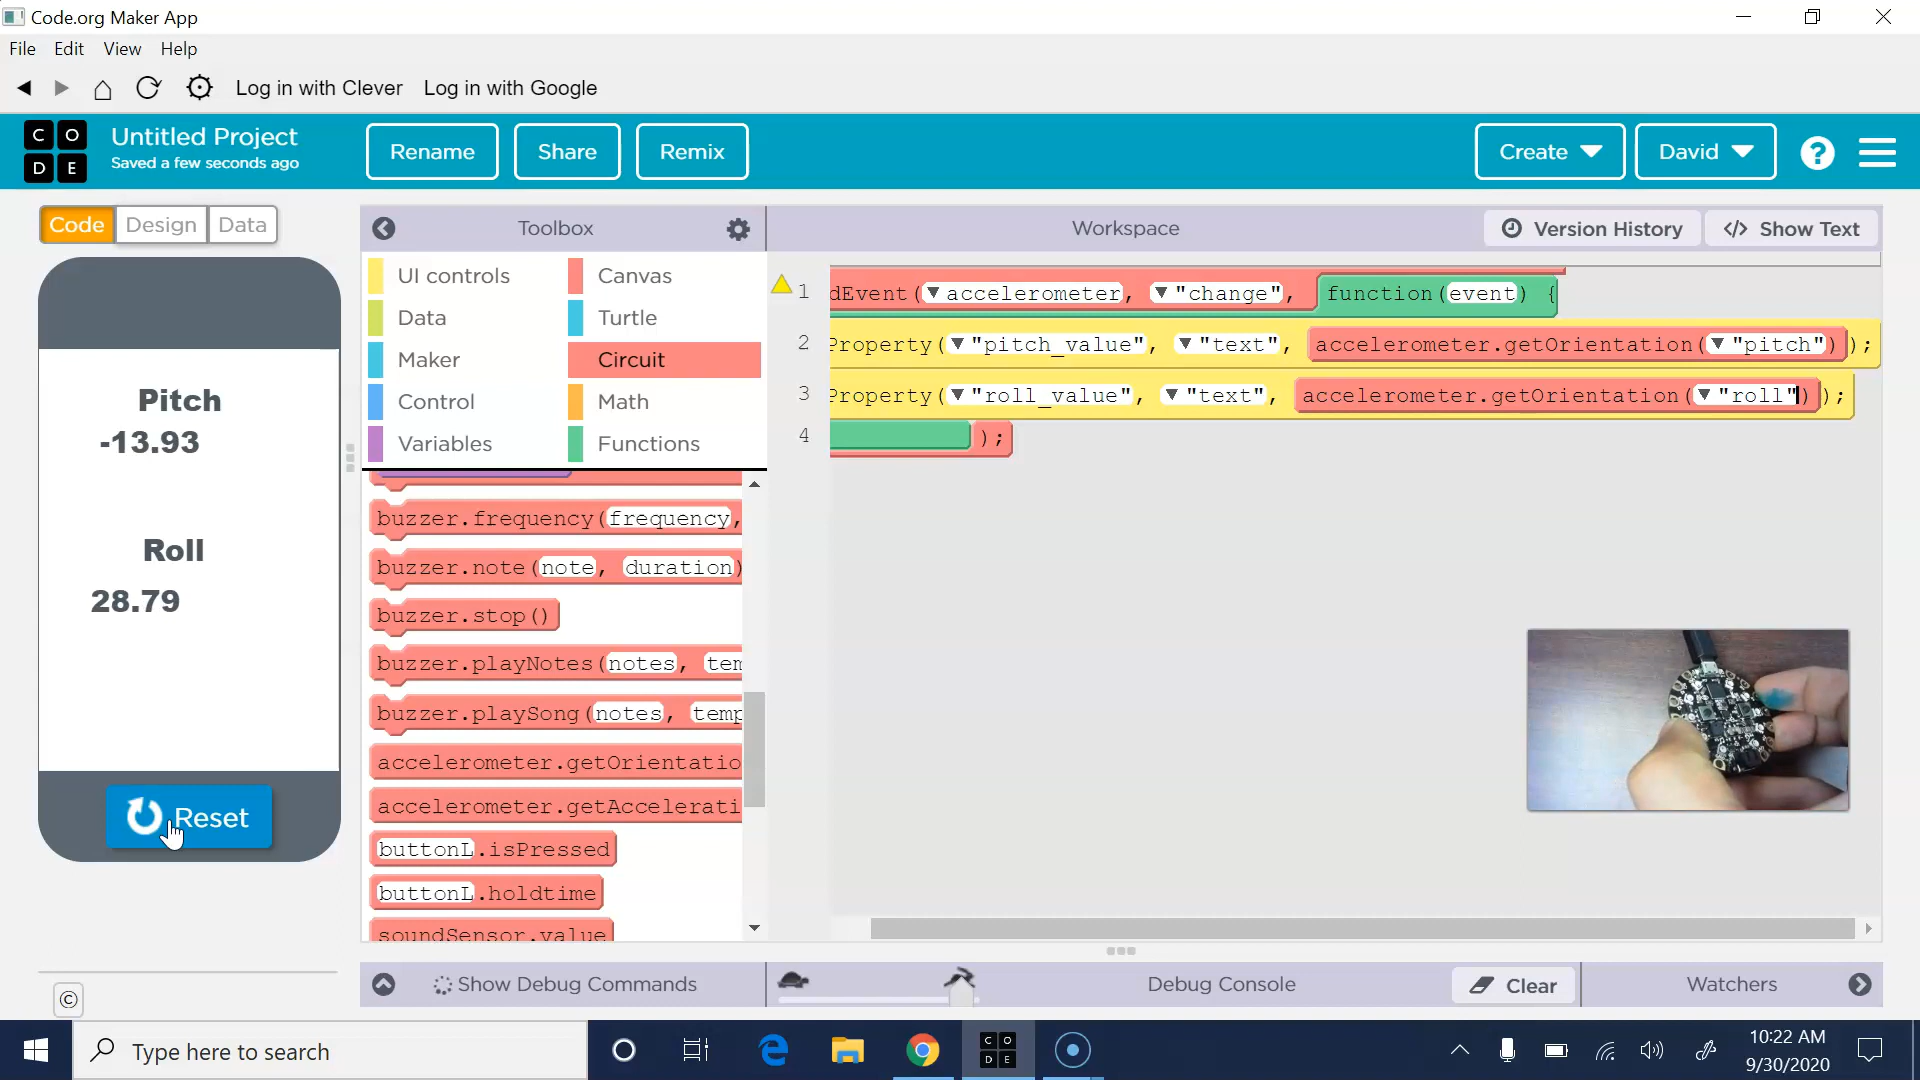 Code.org Maker App
File Edit View Help
Log in with Clever Log in with Google
CODE
Untitled Project
Saved a few seconds ago
Rename
Share
Remix
Create
David
?
Code Design Data
Toolbox
Workspace
Version History
</> Show Text
UI controls
Canvas
Data
Turtle
Maker
Circuit
Control
Math
Variables
Functions
1 dEvent(accelerometer, "change", function(event) {
2 Property("pitch_value", "text", accelerometer.getOrientation("pitch"));
3 Property("roll_value", "text", accelerometer.getOrientation("roll"));
4 );
Pitch
-13.93
Roll
28.79
Reset
buzzer.frequency(frequency,
buzzer.note(note, duration)
buzzer.stop()
buzzer.playNotes(notes, tem
buzzer.playSong(notes, temp
accelerometer.getOrientatio
accelerometer.getAccelerati
buttonL.isPressed
buttonL.holdtime
soundSensor.value
©
Show Debug Commands
Debug Console
Clear
Watchers
Type here to search
CODE
10:22 AM
9/30/2020